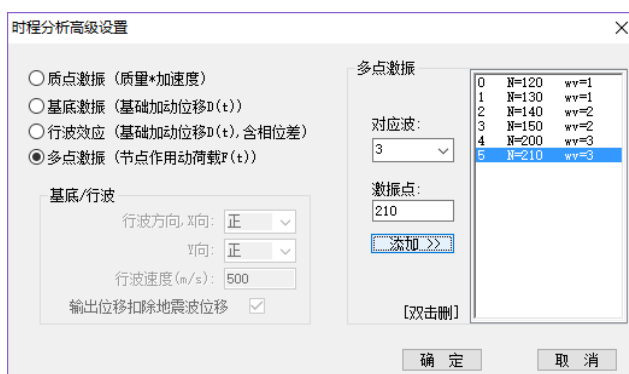 时程分析高级设置
质点激振 (质量*加速度)
基底激振 (基础加动位移D(t))
行波效应 (基础加动位移D(t),含相位差)
多点激振 (节点作用动荷载F(t))
基底/行波
行波方向,X向: 正
Y向: 正
行波速度(m/s): 500
输出位移扣除地震波位移
多点激振
对应波:
3
激振点:
210
添加 >>
[双击删]
0 N=120 wv=1
1 N=130 wv=1
2 N=140 wv=2
3 N=150 wv=2
4 N=200 wv=3
5 N=210 wv=3
确 定
取 消